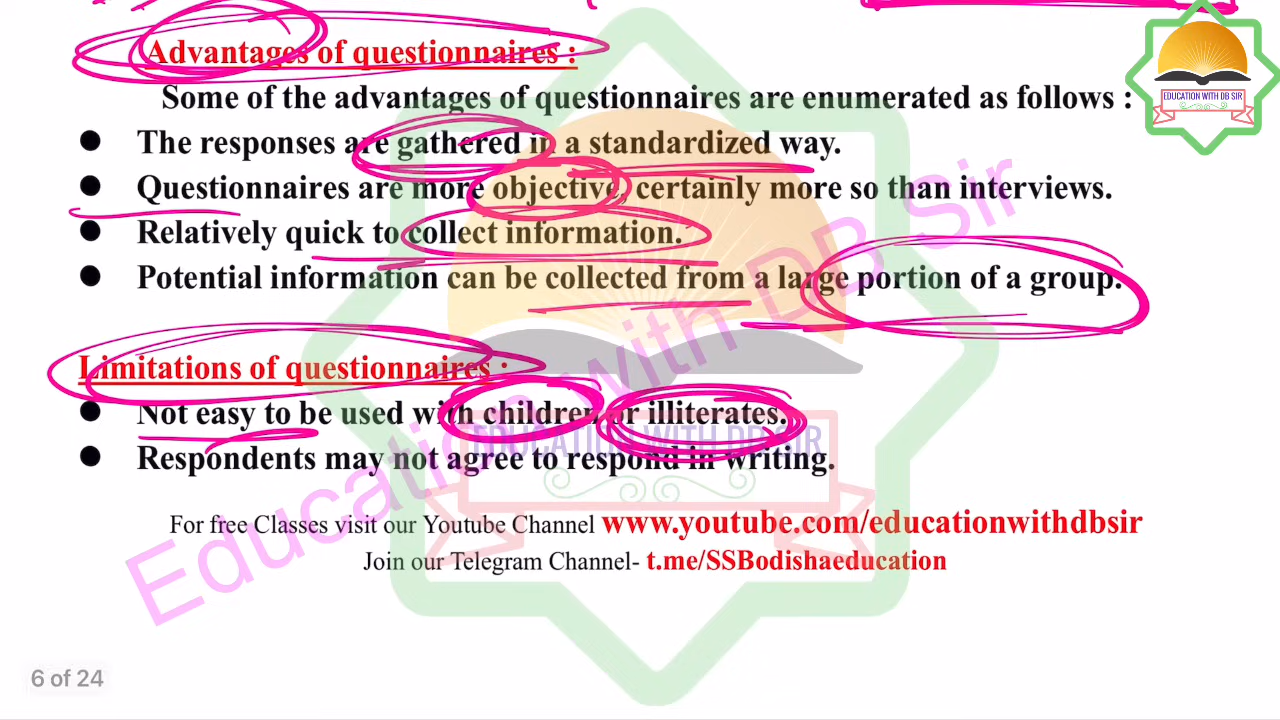 Advantages of questionnaires :
Some of the advantages of questionnaires are enumerated as follows :
● The responses are gathered in a standardized way.
● Questionnaires are more objective, certainly more so than interviews.
● Relatively quick to collect information.
● Potential information can be collected from a large portion of a group.
Limitations of questionnaires :
● Not easy to be used with children or illiterates.
● Respondents may not agree to respond in writing.
For free Classes visit our Youtube Channel www.youtube.com/educationwithdbsir
Join our Telegram Channel- t.me/SSBodishaeducation
6 of 24
EDUCATION WITH DB SIR
Education With DB Sir
EDUCATION WITH DB SIR